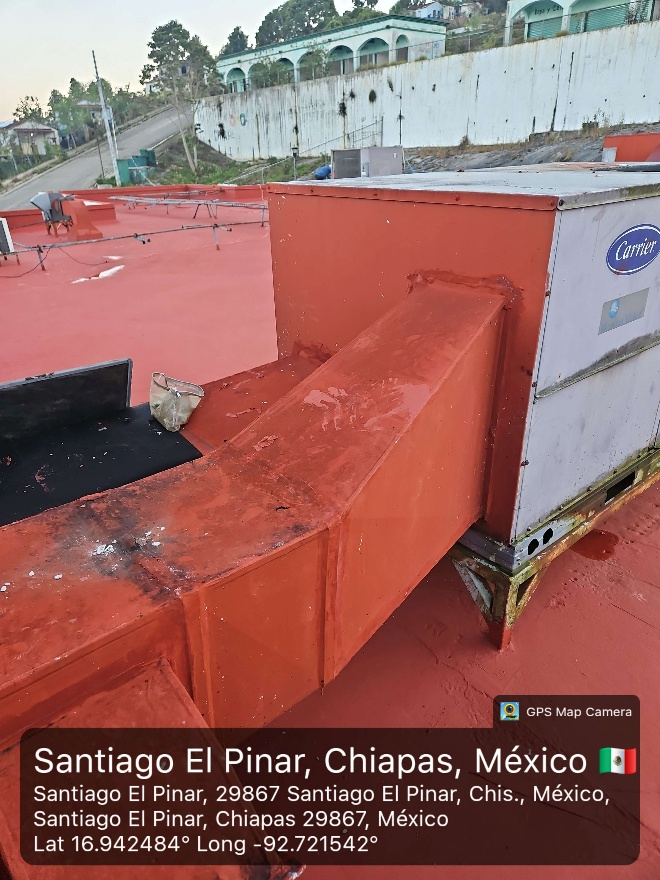 Carrier
GPS Map Camera
Santiago El Pinar, Chiapas, México
Santiago El Pinar, 29867 Santiago El Pinar, Chis., México,
Santiago El Pinar, Chiapas 29867, México
Lat 16.942484° Long -92.721542°